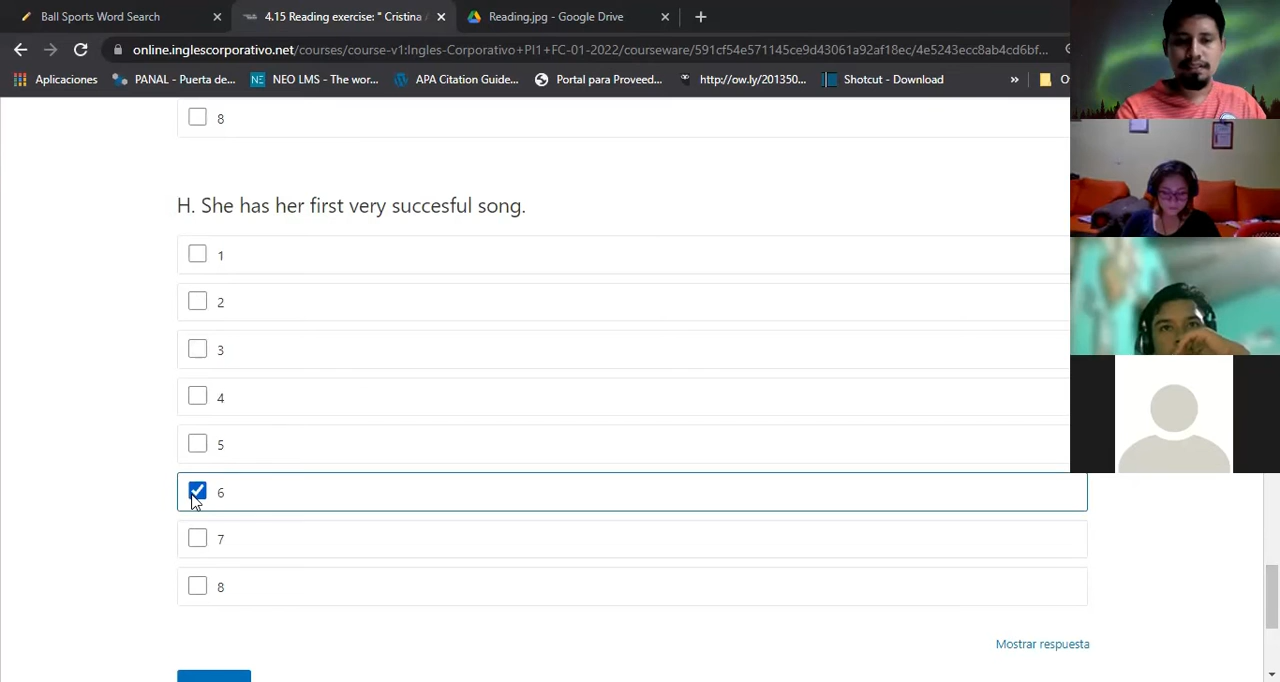 Ball Sports Word Search
4.15 Reading exercise: " Cristina
Reading.jpg - Google Drive
online.inglescorporativo.net/courses/course-v1:Ingles-Corporativo+PI1+FC-01-2022/courseware/591cf54e571145ce9d43061a92af18ec/4e5243ecc8ab4cd6bf...
Aplicaciones PANAL - Puerta de... NEO LMS - The wor... APA Citation Guide... Portal para Proveed... http://ow.ly/201350... Shotcut - Download » O
8
H. She has her first very succesful song.
1
2
3
4
5
6
7
8
Mostrar respuesta